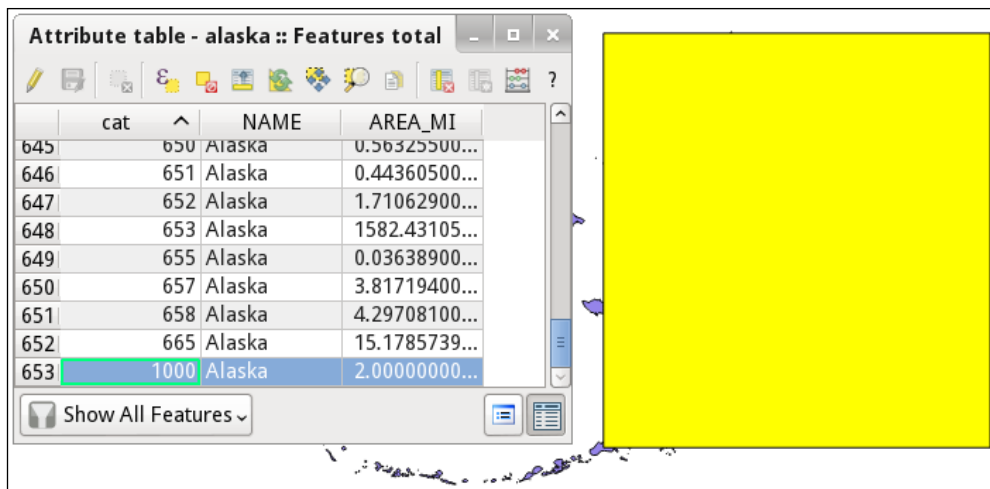 Attribute table - alaska :: Features total
ε ?
cat NAME AREA_MI
645 650 Alaska 0.56325500...
646 651 Alaska 0.44360500...
647 652 Alaska 1.71062900...
648 653 Alaska 1582.43105...
649 655 Alaska 0.03638900...
650 657 Alaska 3.81719400...
651 658 Alaska 4.29708100...
652 665 Alaska 15.1785739...
653 1000 Alaska 2.00000000...
Show All Features